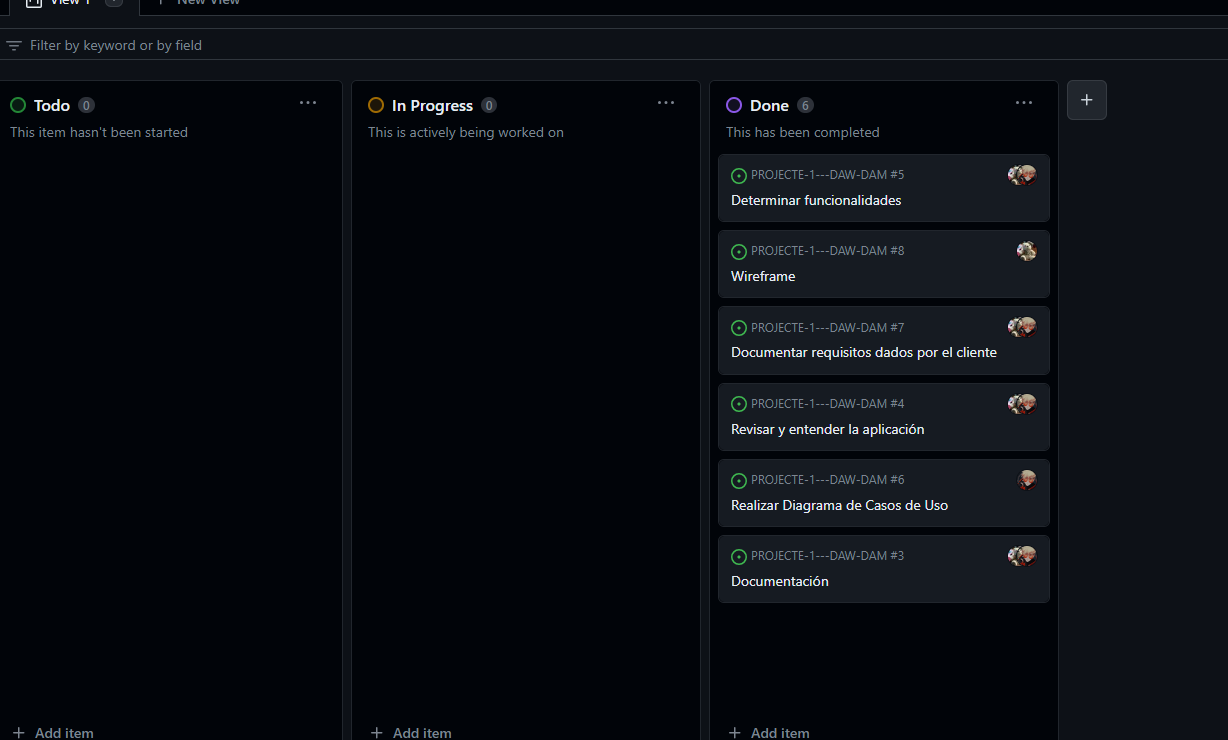 View 1
New View
Filter by keyword or by field
Todo 0
This item hasn't been started
Add item
In Progress 0
This is actively being worked on
Add item
Done 6
This has been completed
PROJECTE-1---DAW-DAM #5
Determinar funcionalidades
PROJECTE-1---DAW-DAM #8
Wireframe
PROJECTE-1---DAW-DAM #7
Documentar requisitos dados por el cliente
PROJECTE-1---DAW-DAM #4
Revisar y entender la aplicación
PROJECTE-1---DAW-DAM #6
Realizar Diagrama de Casos de Uso
PROJECTE-1---DAW-DAM #3
Documentación
Add item